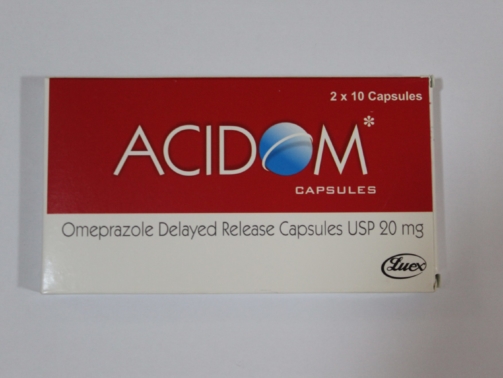 2 x 10 Capsules
ACIDOM*
CAPSULES
Omeprazole Delayed Release Capsules USP 20 mg
Luex